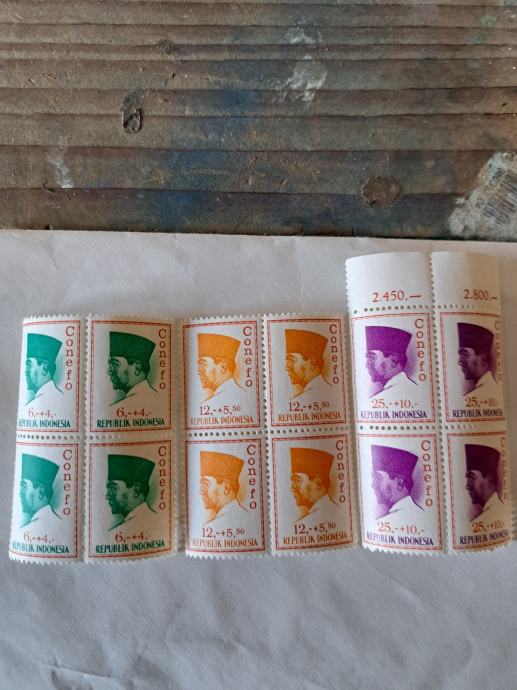 2.450,— 2.800,—
Conefo
6,-+4,-
REPUBLIK INDONESIA
Conefo
6,-+4,-
REPUBLIK INDONESIA
Conefo
6,-+4,-
REPUBLIK INDONESIA
Conefo
6,-+4,-
REPUBLIK INDONESIA
Conefo
12,-+5,50
REPUBLIK INDONESIA
Conefo
12,-+5,50
REPUBLIK INDONESIA
Conefo
12,-+5,50
REPUBLIK INDONESIA
Conefo
12,-+5,50
REPUBLIK INDONESIA
Conefo
25,-+10,-
REPUBLIK INDONESIA
Conefo
25,-+10,-
REPUBLIK INDONESIA
Conefo
25,-+10,-
REPUBLIK INDONESIA
Conefo
25,-+10,-
REPUBLIK INDONESIA